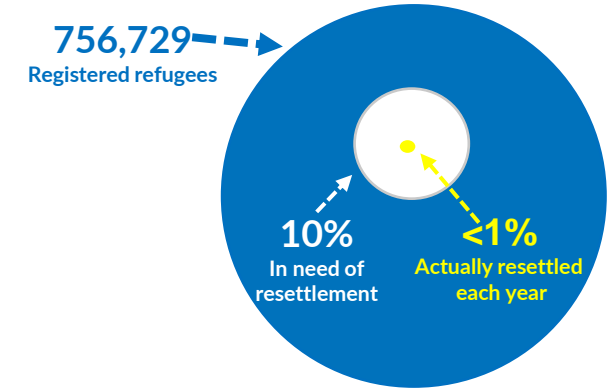 756,729
Registered refugees
10%
In need of
resettlement
<1%
Actually resettled
each year